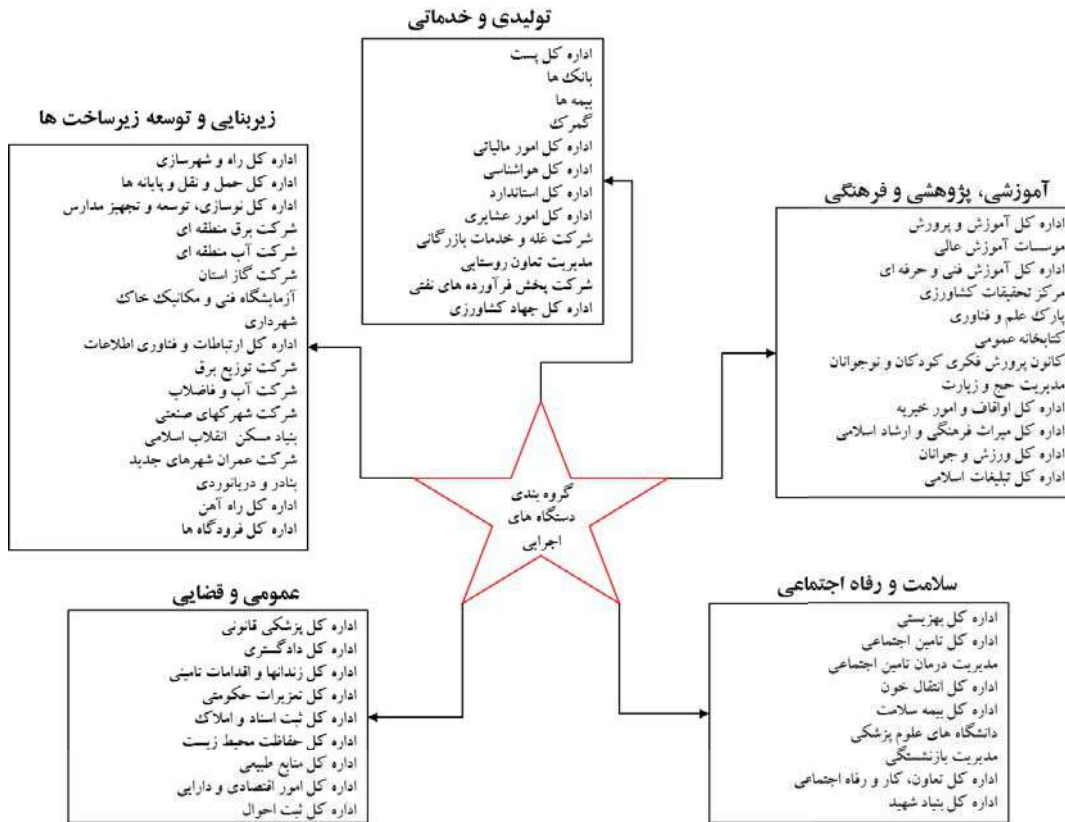 تولیدی و خدماتی
اداره کل پست
بانک ها
بیمه ها
گمرک
اداره کل امور مالیاتی
اداره کل هواشناسی
اداره کل استاندارد
اداره کل امور عشایری
شرکت غله و خدمات بازرگانی
مدیریت تعاون روستایی
شرکت پخش فرآورده های نفتی
اداره کل جهاد کشاورزی
آموزشی، پژوهشی و فرهنگی
اداره کل آموزش و پرورش
موسسات آموزش عالی
اداره کل آموزش فنی و حرفه ای
مرکز تحقیقات کشاورزی
پارک علم و فناوری
کتابخانه عمومی
کانون پرورش فکری کودکان و نوجوانان
مدیریت حج و زیارت
اداره کل اوقاف و امور خیریه
اداره کل میراث فرهنگی و ارشاد اسلامی
اداره کل ورزش و جوانان
اداره کل تبلیغات اسلامی
زیربنایی و توسعه زیرساخت ها
اداره کل راه و شهرسازی
اداره کل حمل و نقل و پایانه ها
اداره کل نوسازی، توسعه و تجهیز مدارس
شرکت برق منطقه ای
شرکت آب منطقه ای
شرکت گاز استان
آزمایشگاه فنی و مکانیک خاک
شهرداری
اداره کل ارتباطات و فناوری اطلاعات
شرکت توزیع برق
شرکت آب و فاضلاب
شرکت شهرکهای صنعتی
بنیاد مسکن انقلاب اسلامی
شرکت عمران شهرهای جدید
بنادر و دریانوردی
اداره کل راه آهن
اداره کل فرودگاه ها
گروه بندی
دستگاه های
اجرایی
سلامت و رفاه اجتماعی
اداره کل بهزیستی
اداره کل تامین اجتماعی
مدیریت درمان تامین اجتماعی
اداره کل انتقال خون
اداره کل بیمه سلامت
دانشگاه های علوم پزشکی
مدیریت بازنشستگی
اداره کل تعاون، کار و رفاه اجتماعی
اداره کل بنیاد شهید
عمومی و قضایی
اداره کل پزشکی قانونی
اداره کل دادگستری
اداره کل زندانها و اقدامات تامینی
اداره کل تعزیرات حکومتی
اداره کل ثبت اسناد و املاک
اداره کل حفاظت محیط زیست
اداره کل منابع طبیعی
اداره کل امور اقتصادی و دارایی
اداره کل ثبت احوال